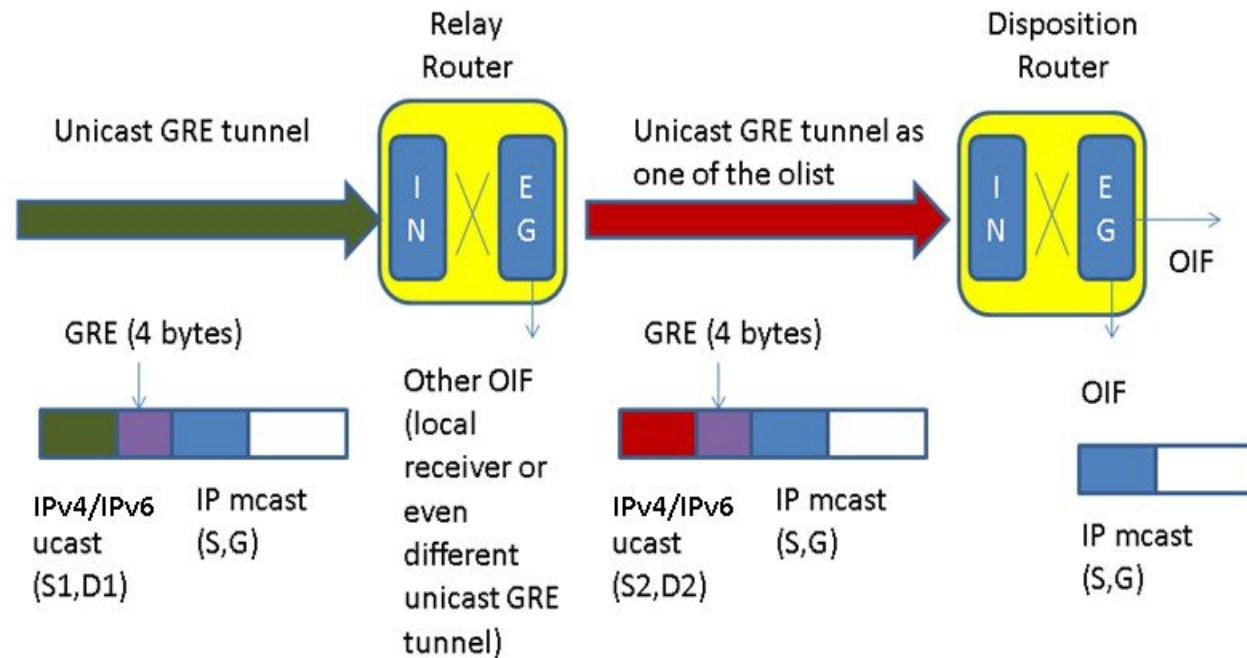 Relay
Router
Disposition
Router
Unicast GRE tunnel
Unicast GRE tunnel as
one of the olist
I
N
E
G
I
N
E
G
OIF
GRE (4 bytes)
Other OIF
(local
receiver or
even
different
unicast GRE
tunnel)
GRE (4 bytes)
OIF
IPv4/IPv6
ucast
(S1,D1)
IP mcast
(S,G)
IPv4/IPv6
ucast
(S2,D2)
IP mcast
(S,G)
IP mcast
(S,G)